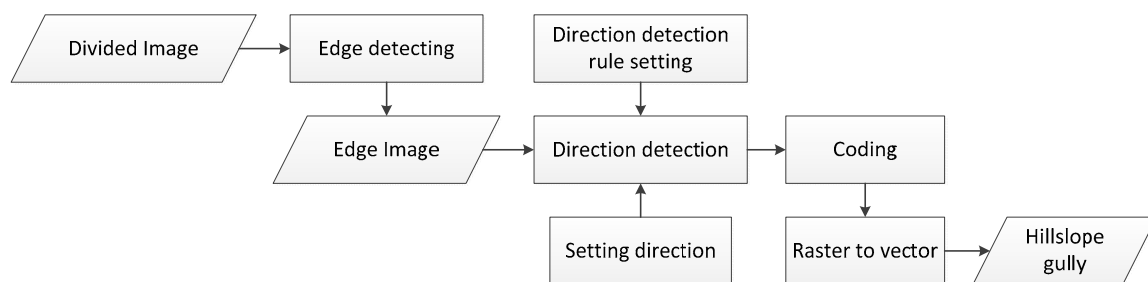 Divided Image
Edge detecting
Direction detection
rule setting
Edge Image
Direction detection
Coding
Setting direction
Raster to vector
Hillslope
gully